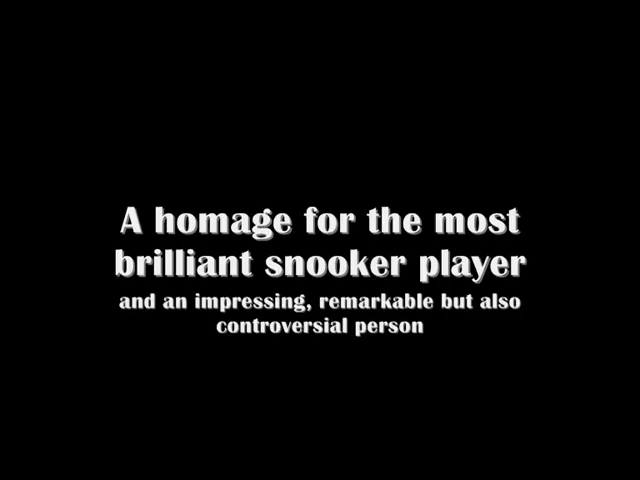 A homage for the most
brilliant snooker player
and an impressing, remarkable but also
controversial person